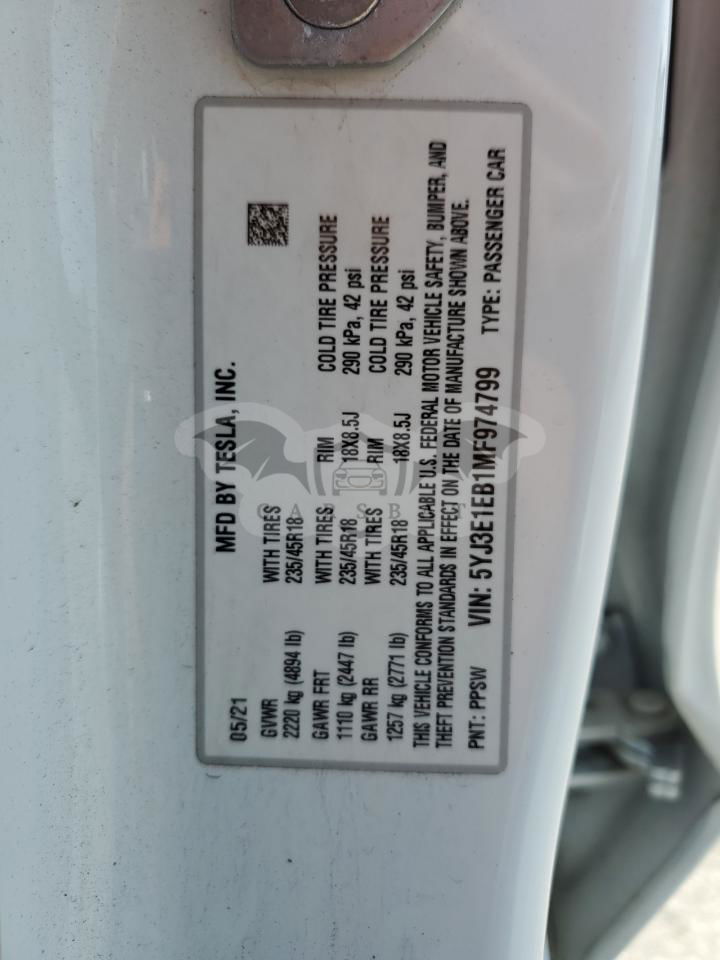 MFD BY TESLA, INC.
05/21
GVWR WITH TIRES RIM COLD TIRE PRESSURE
2220 kg (4894 lb) 235/45R18 18X8.5J 290 kPa, 42 psi
GAWR FRT WITH TIRES RIM COLD TIRE PRESSURE
1110 kg (2447 lb) 235/45R18 18X8.5J 290 kPa, 42 psi
GAWR RR
1257 kg (2771 lb)
THIS VEHICLE CONFORMS TO ALL APPLICABLE U.S. FEDERAL MOTOR VEHICLE SAFETY, BUMPER, AND
THEFT PREVENTION STANDARDS IN EFFECT ON THE DATE OF MANUFACTURE SHOWN ABOVE.
PNT: PPSW VIN: 5YJ3E1EB1MF974799 TYPE: PASSENGER CAR